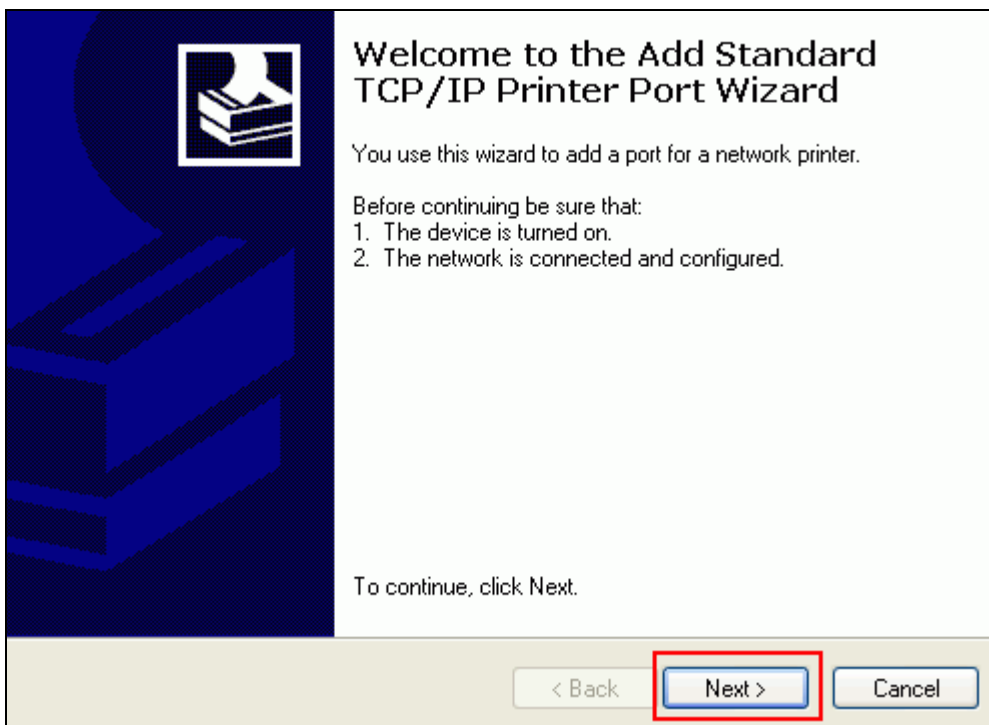 Welcome to the Add Standard
TCP/IP Printer Port Wizard
You use this wizard to add a port for a network printer.
Before continuing be sure that:
1. The device is turned on.
2. The network is connected and configured.
To continue, click Next.
< Back
Next >
Cancel